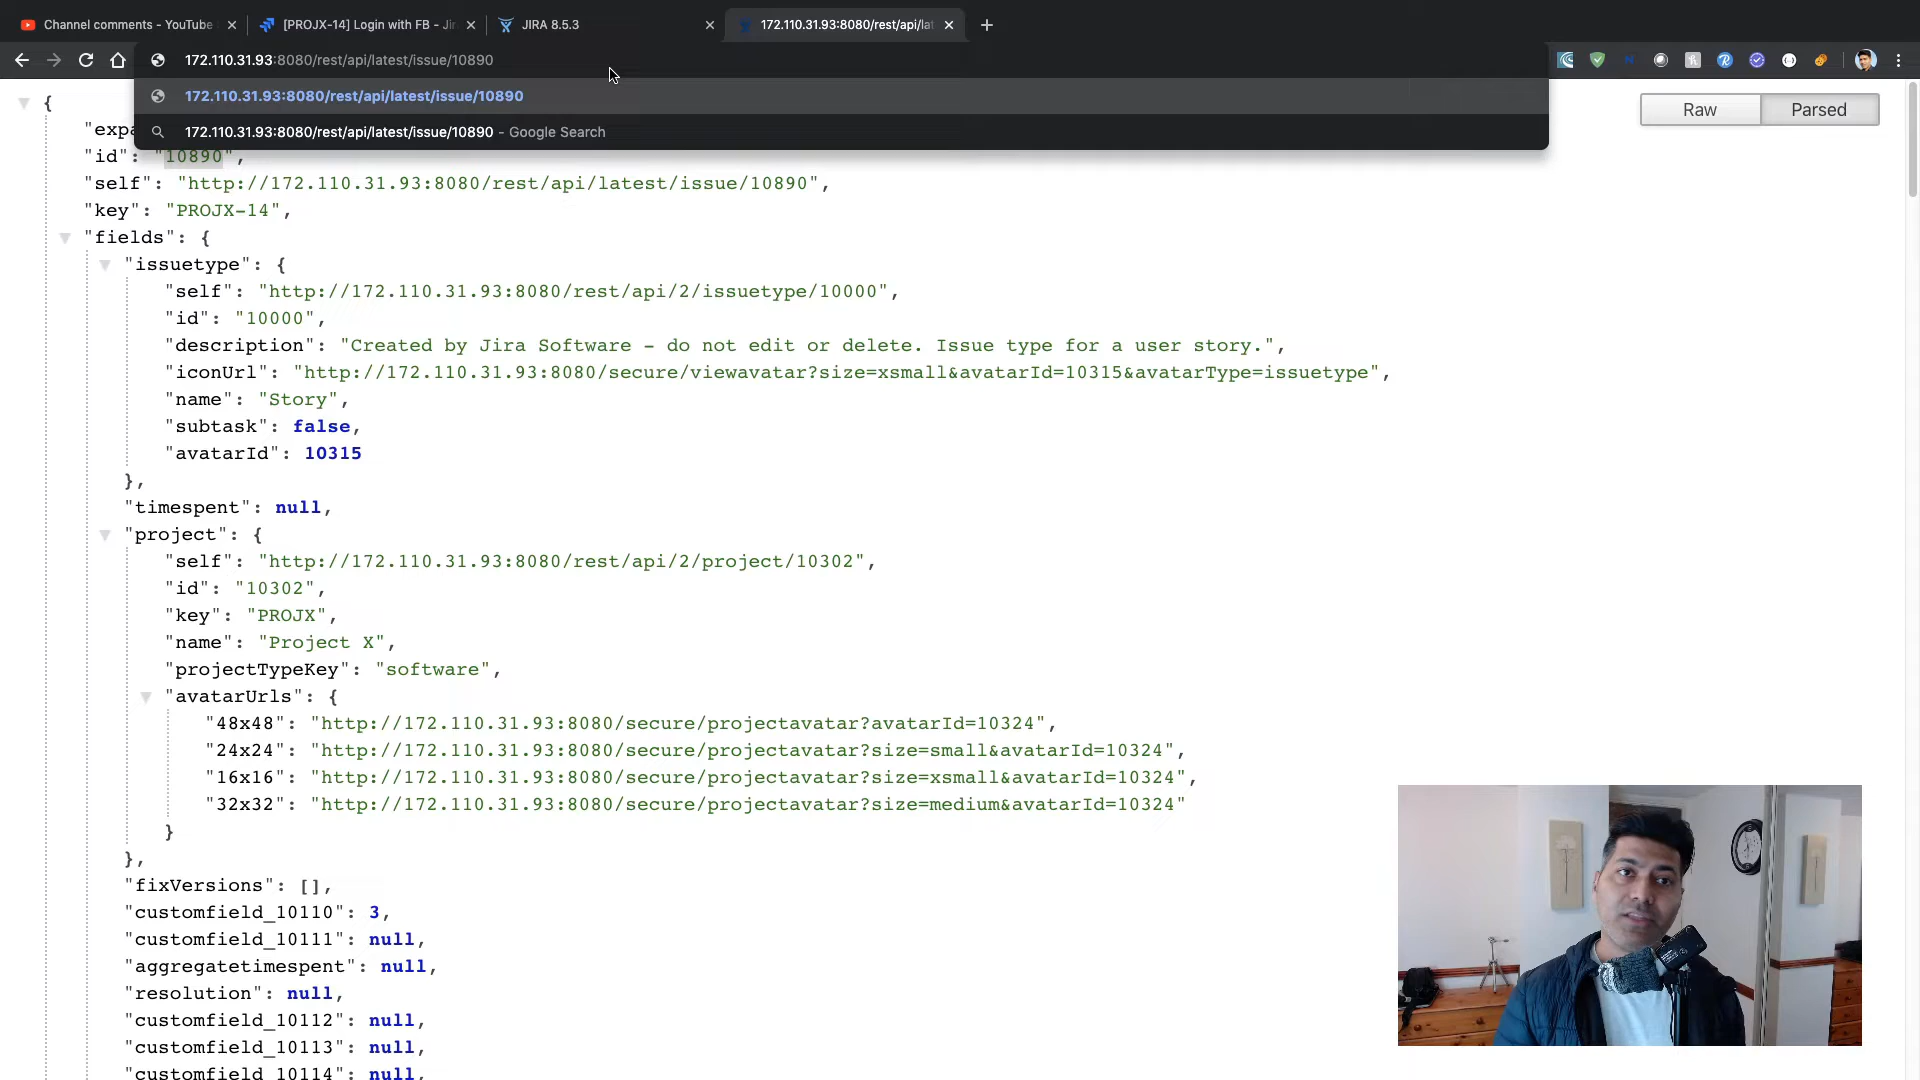 Channel comments - YouTube
[PROJX-14] Login with FB - Jir
JIRA 8.5.3
172.110.31.93:8080/rest/api/lat
172.110.31.93:8080/rest/api/latest/issue/10890
172.110.31.93:8080/rest/api/latest/issue/10890
172.110.31.93:8080/rest/api/latest/issue/10890 - Google Search
Raw
Parsed
{
"expa
"id": "10890",
"self": "http://172.110.31.93:8080/rest/api/latest/issue/10890",
"key": "PROJX-14",
"fields": {
"issuetype": {
"self": "http://172.110.31.93:8080/rest/api/2/issuetype/10000",
"id": "10000",
"description": "Created by Jira Software - do not edit or delete. Issue type for a user story.",
"iconUrl": "http://172.110.31.93:8080/secure/viewavatar?size=xsmall&avatarId=10315&avatarType=issuetype",
"name": "Story",
"subtask": false,
"avatarId": 10315
},
"timespent": null,
"project": {
"self": "http://172.110.31.93:8080/rest/api/2/project/10302",
"id": "10302",
"key": "PROJX",
"name": "Project X",
"projectTypeKey": "software",
"avatarUrls": {
"48x48": "http://172.110.31.93:8080/secure/projectavatar?avatarId=10324",
"24x24": "http://172.110.31.93:8080/secure/projectavatar?size=small&avatarId=10324",
"16x16": "http://172.110.31.93:8080/secure/projectavatar?size=xsmall&avatarId=10324",
"32x32": "http://172.110.31.93:8080/secure/projectavatar?size=medium&avatarId=10324"
}
},
"fixVersions": [],
"customfield_10110": 3,
"customfield_10111": null,
"aggregatetimespent": null,
"resolution": null,
"customfield_10112": null,
"customfield_10113": null,
"customfield_10114": null,